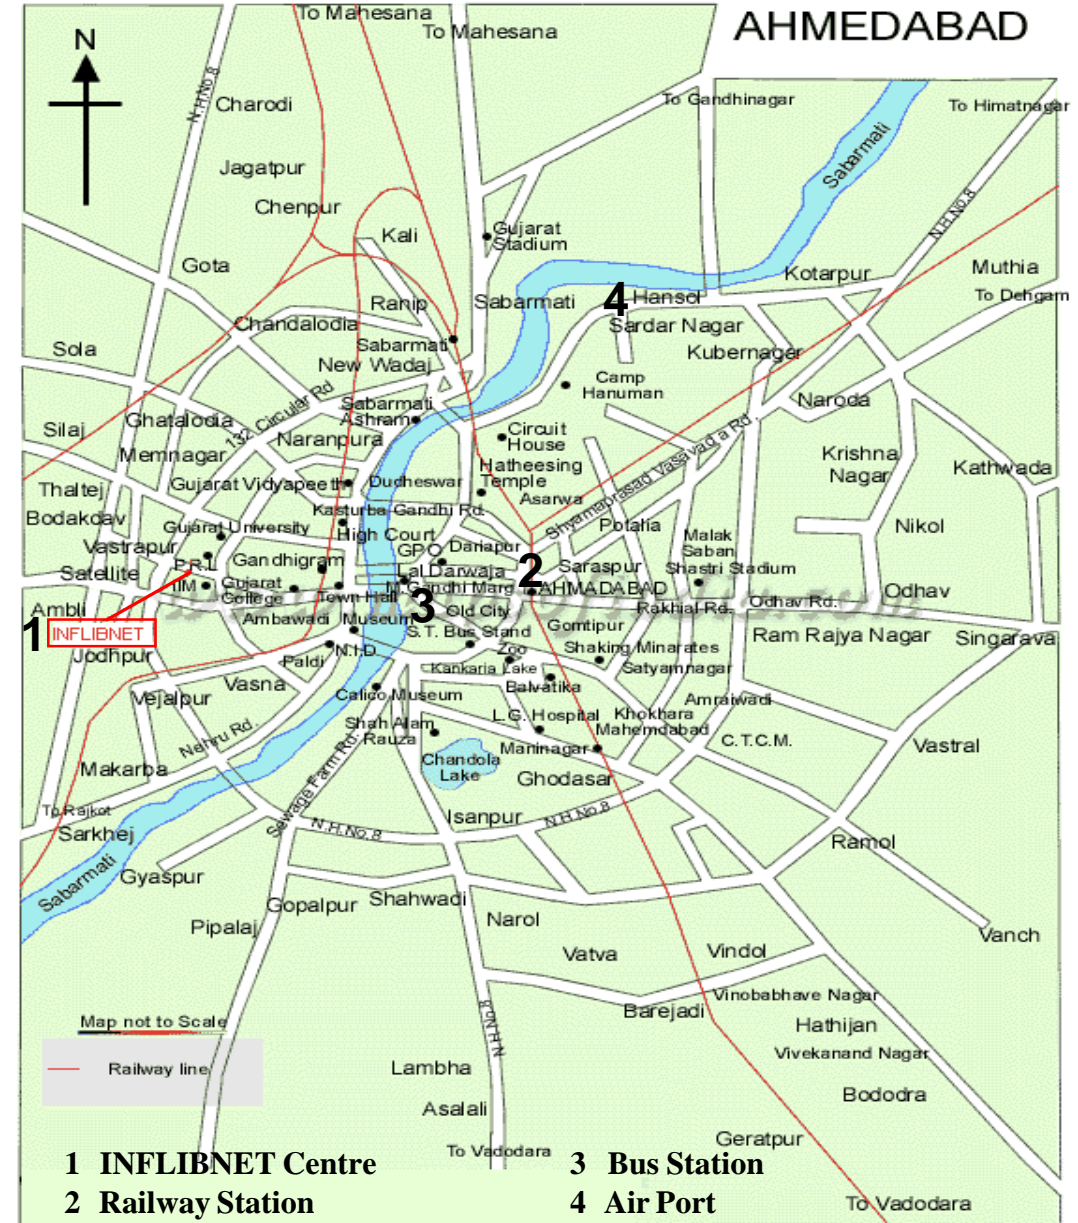 AHMEDABAD
N
To Mahesana
To Mahesana
N.H.No.8
Charodi
To Gandhinagar
To Himatnagar
Sabarmati
Jagatpur
Chenpur
N.H.No.8
Kali
Gujarat
Stadium
Gota
Kotarpur
Muthia
To Dehgam
Ranip
Sabarmati
4
Hansol
Chandalodia
Sardar Nagar
Sabarmati
Sola
New Wadaj
Kubernagar
Camp
Hanuman
132 Circular Rd
Sabarmati
Ashram
Naroda
Ghatalodia
Silaj
Naranpura
Circuit
House
Shyamaprasad Vasavad a Rd.
Memnagar
Krishna
Nagar
Hatheesing
Temple
Kathwada
Thaltej
Gujarat Vidyapeeth
Dudheswar
Asarwa
Kasturba Gandhi Rd.
Bodakdav
Gujarat University
High Court
Potalia
Nikol
Malak
Saban
Vastrapur
GPO
Dariapur
Gandhigram
P.R.L
Lal Darwaja
2
Saraspur
Shastri Stadium
Satellite
IIM
Gujarat
College
M.Gandhi Marg
AHMADABAD
Odhav
Town Hall
3
Odhav Rd.
Ambli
Rakhial Rd.
Old City
Ambawadi
Museum
Gomtipur
1
INFLIBNET
S.T. Bus Stand
Ram Rajya Nagar
Singarava
Jodhpur
N.I.D.
Zoo
Shaking Minarates
Paldi
Kankaria Lake
Satyamnagar
Vasna
Balvatika
Vejalpur
Calico Museum
Amraiwadi
L.G. Hospital
Khokhara
Mahemdabad
Nehru Rd.
Shah Alam
Rauza
C.T.C.M.
Vastral
Maninagar
Makarba
Chandola
Lake
Ghodasar
Sewage Farm Rd.
To Rajkot
Isanpur
N.H.No.8
N.H.No.8
Sarkhej
Ramol
Sabarmati
Gyaspur
Gopalpur
Shahwadi
Narol
Pipalaj
Vanch
Vatva
Vindol
Vinobabhave Nagar
Barejadi
N.H.No.8
Map not to Scale
Hathijan
Vivekanand Nagar
Railway line
Lambha
Bododra
Asalali
Geratpur
To Vadodara
1 INFLIBNET Centre
3 Bus Station
2 Railway Station
4 Air Port
To Vadodara